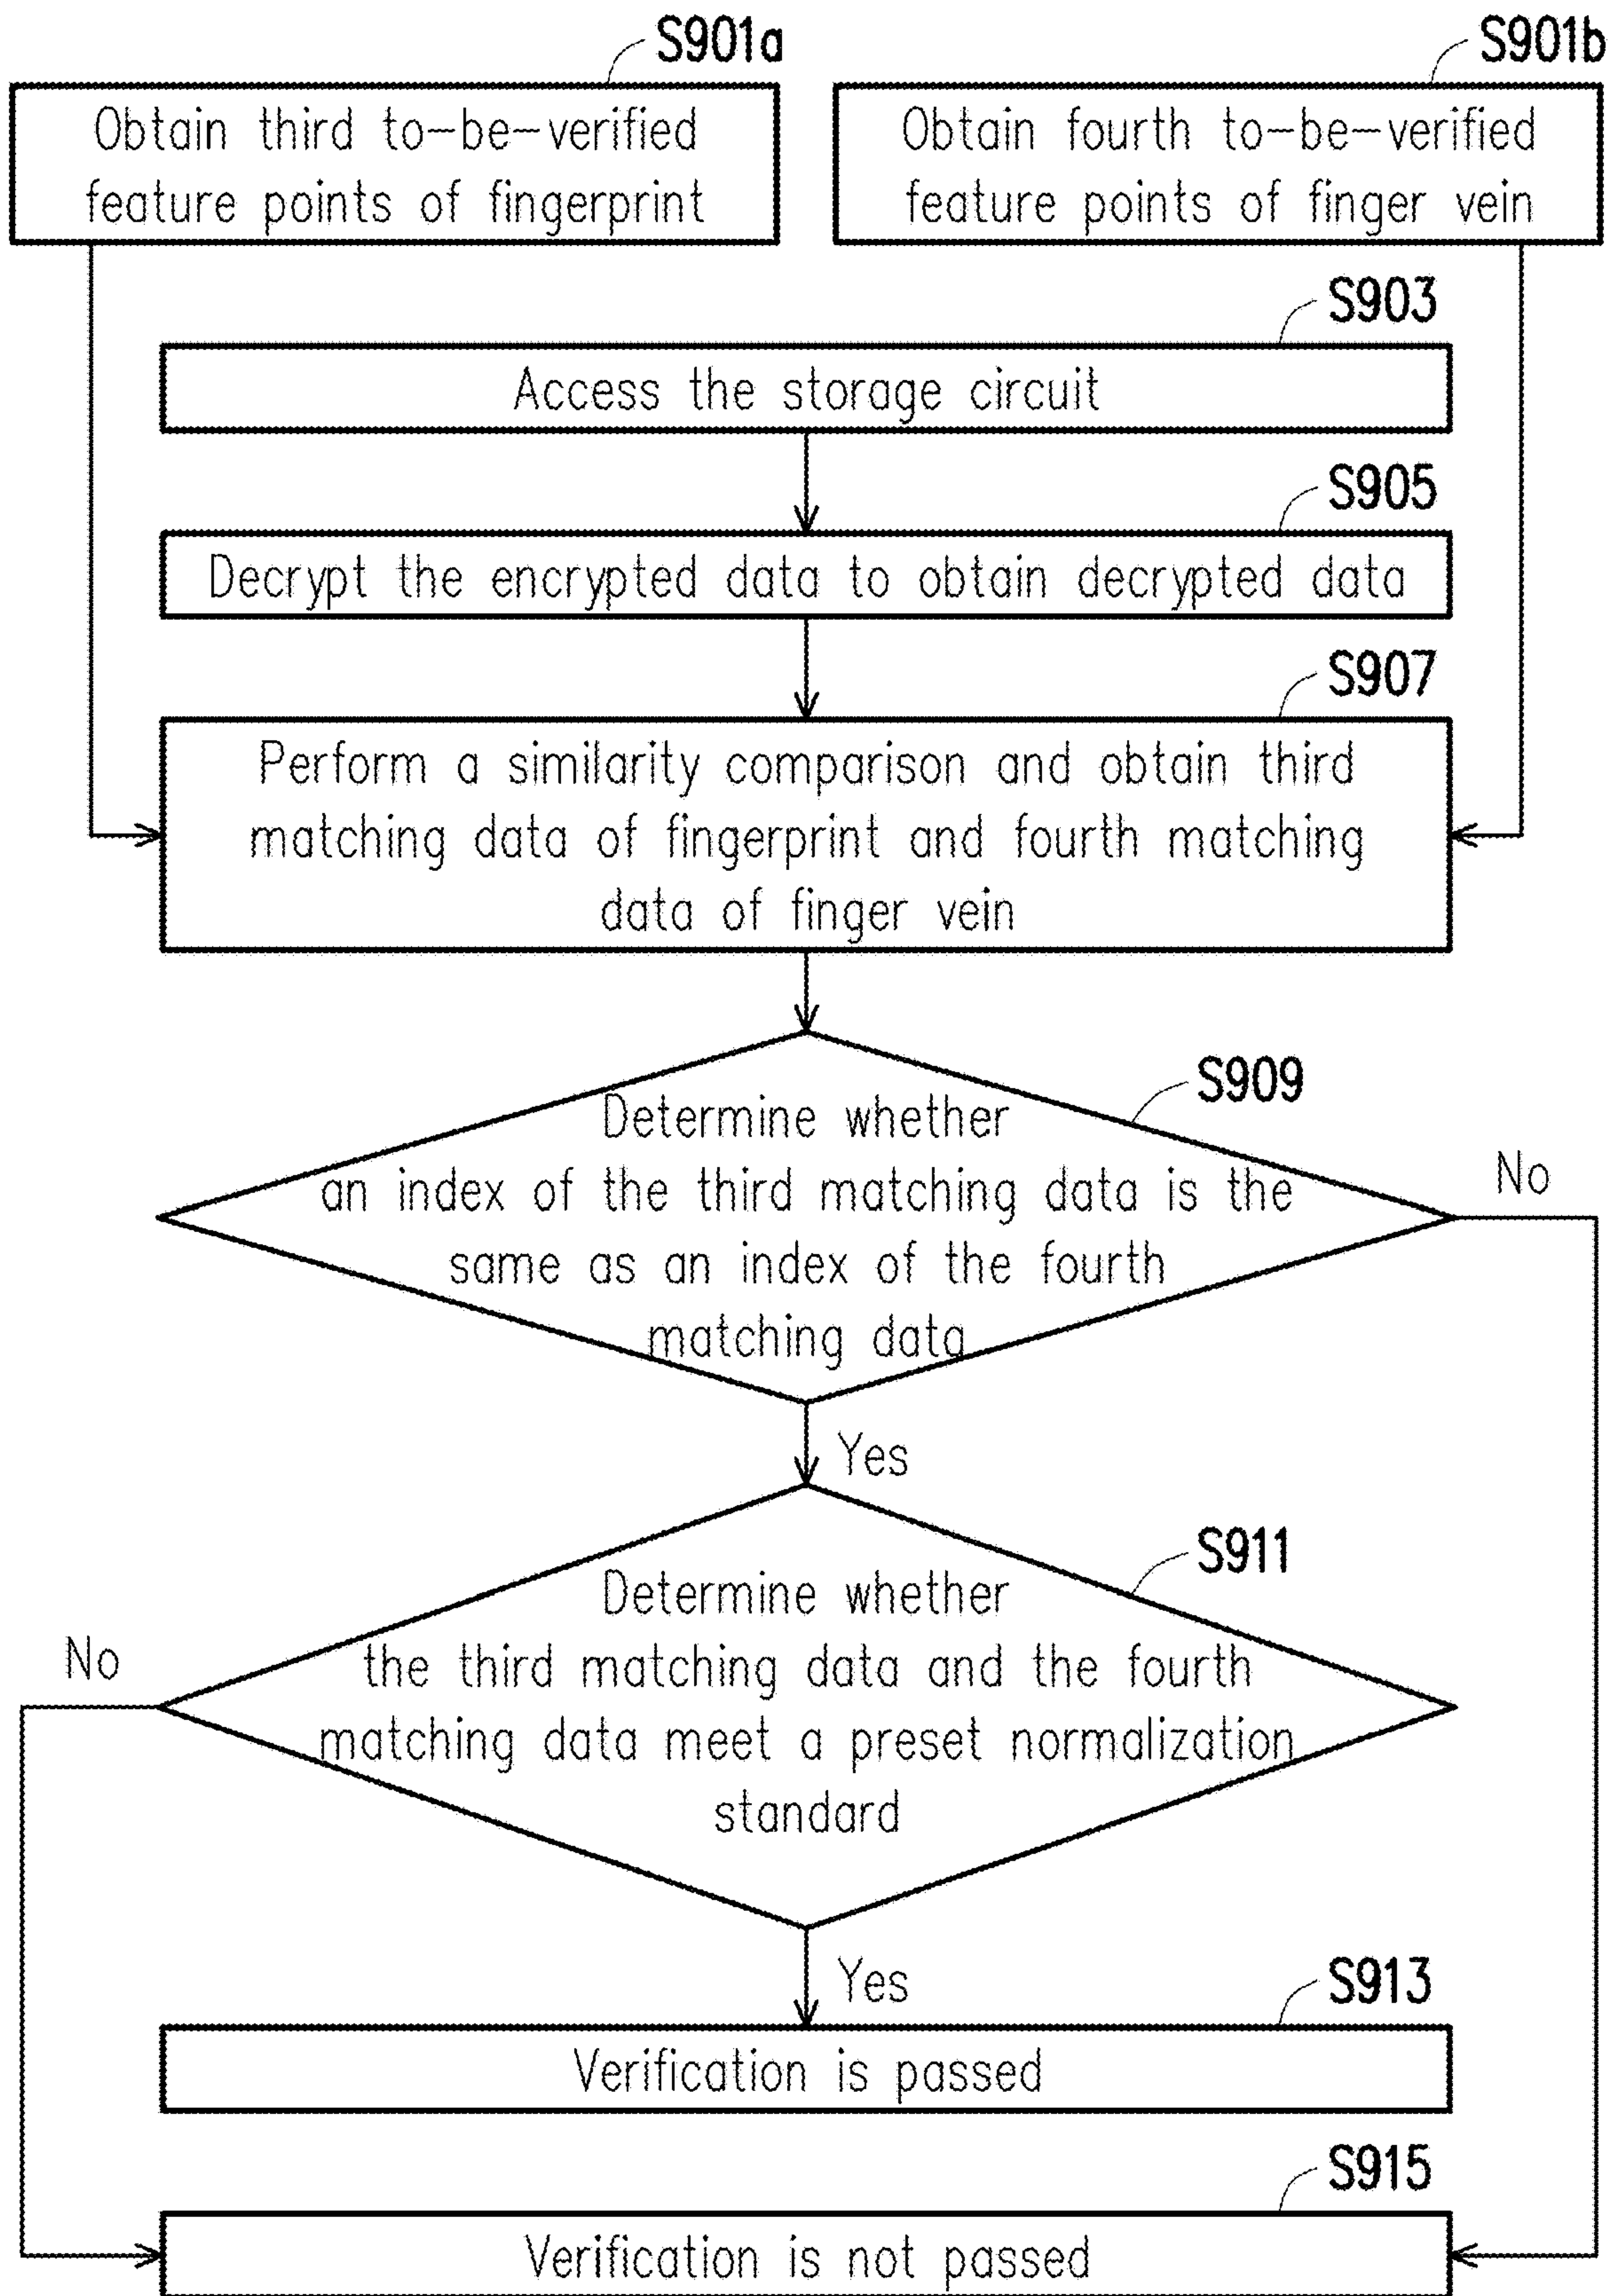 S901a
Obtain third to-be-verified
feature points of fingerprint
S901b
Obtain fourth to-be-verified
feature points of finger vein
S903
Access the storage circuit
S905
Decrypt the encrypted data to obtain decrypted data
S907
Perform a similarity comparison and obtain third
matching data of fingerprint and fourth matching
data of finger vein
S909
Determine whether
an index of the third matching data is the
same as an index of the fourth
matching data
No
Yes
S911
Determine whether
the third matching data and the fourth
matching data meet a preset normalization
standard
No
Yes
S913
Verification is passed
S915
Verification is not passed